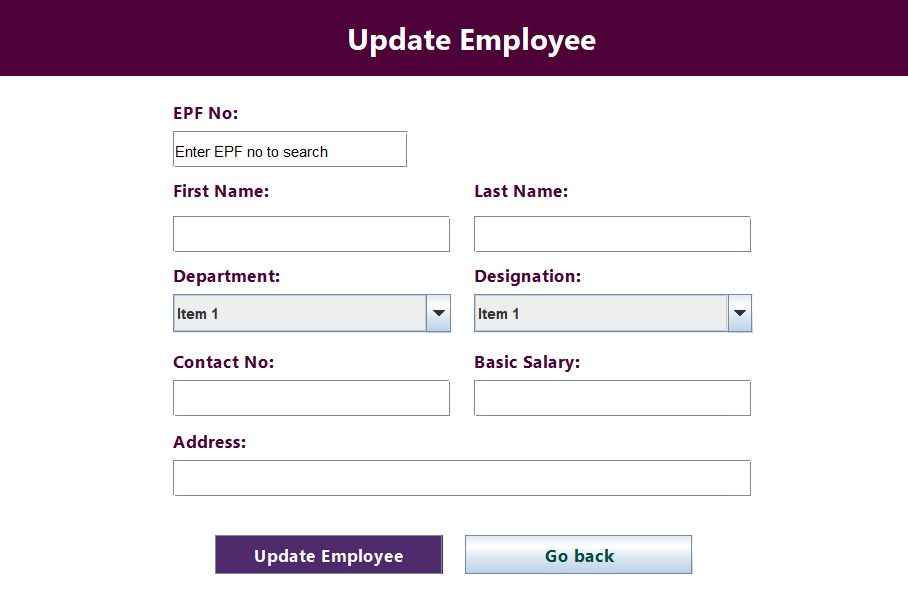 Update Employee
EPF No:
Enter EPF no to search
First Name: Last Name:
Department: Designation:
Item 1 Item 1
Contact No: Basic Salary:
Address:
Update Employee Go back